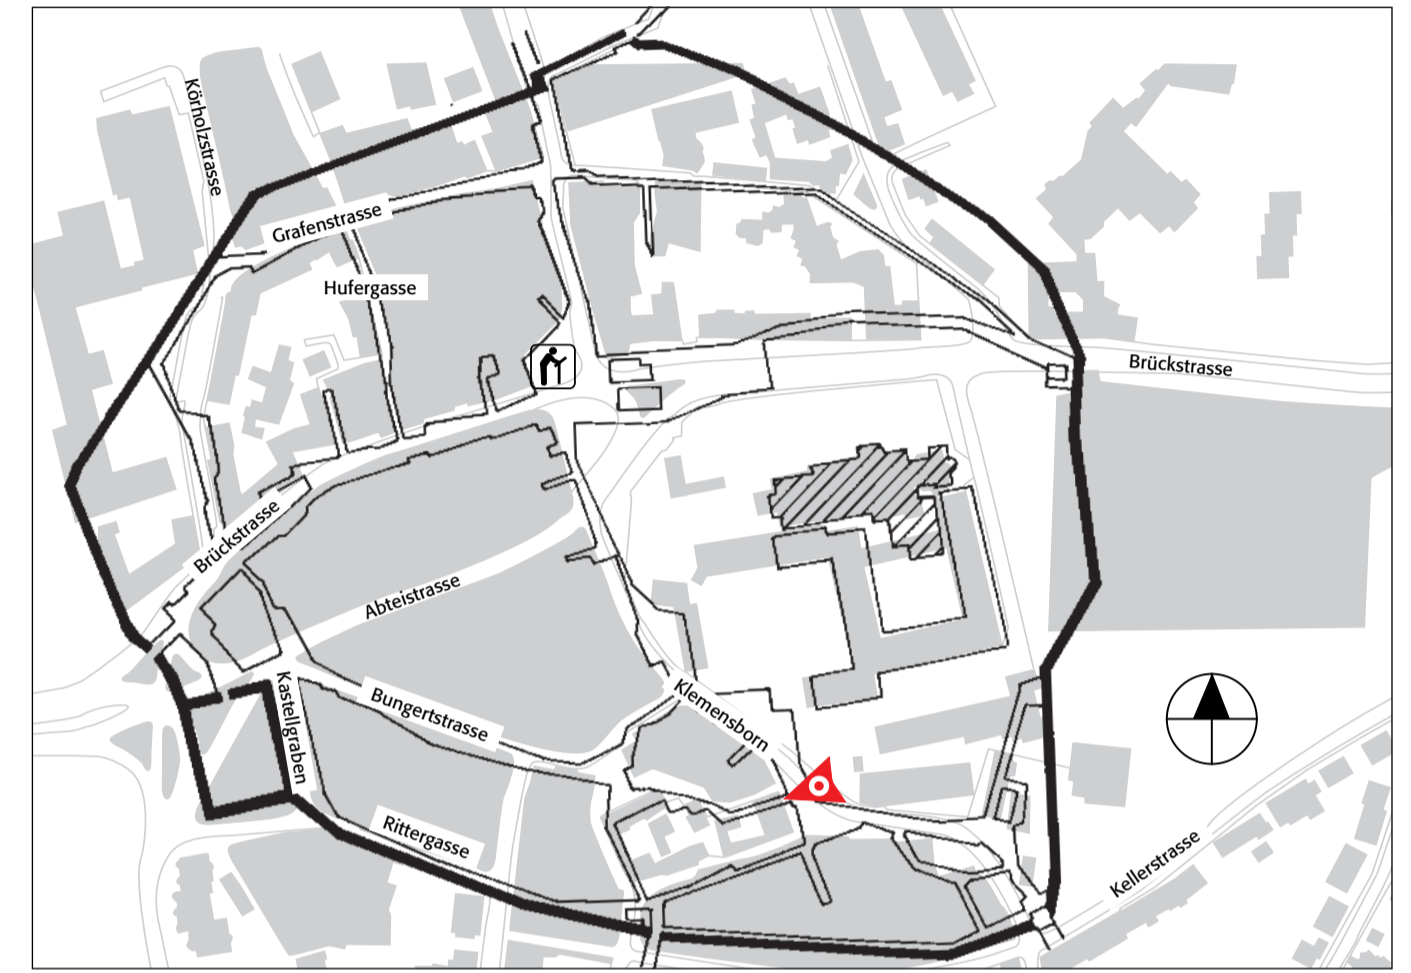 Körholzstrasse
Grafenstrasse
Hufergasse
Brückstrasse
Brückstrasse
Abteistrasse
Klemensborn
Kastellgraben
Bungertstrasse
Rittergasse
Kellerstrasse